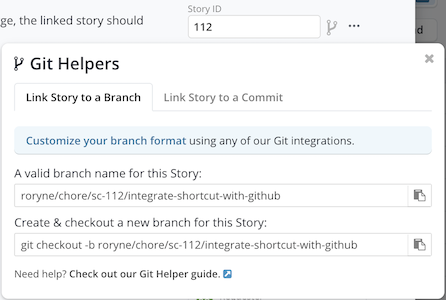 ge, the linked story should
Story ID
112
d
Git Helpers
Link Story to a Branch
Link Story to a Commit
Customize your branch format using any of our Git integrations.
A valid branch name for this Story:
roryne/chore/sc-112/integrate-shortcut-with-github
Create & checkout a new branch for this Story:
git checkout -b roryne/chore/sc-112/integrate-shortcut-with-github
Need help? Check out our Git Helper guide.